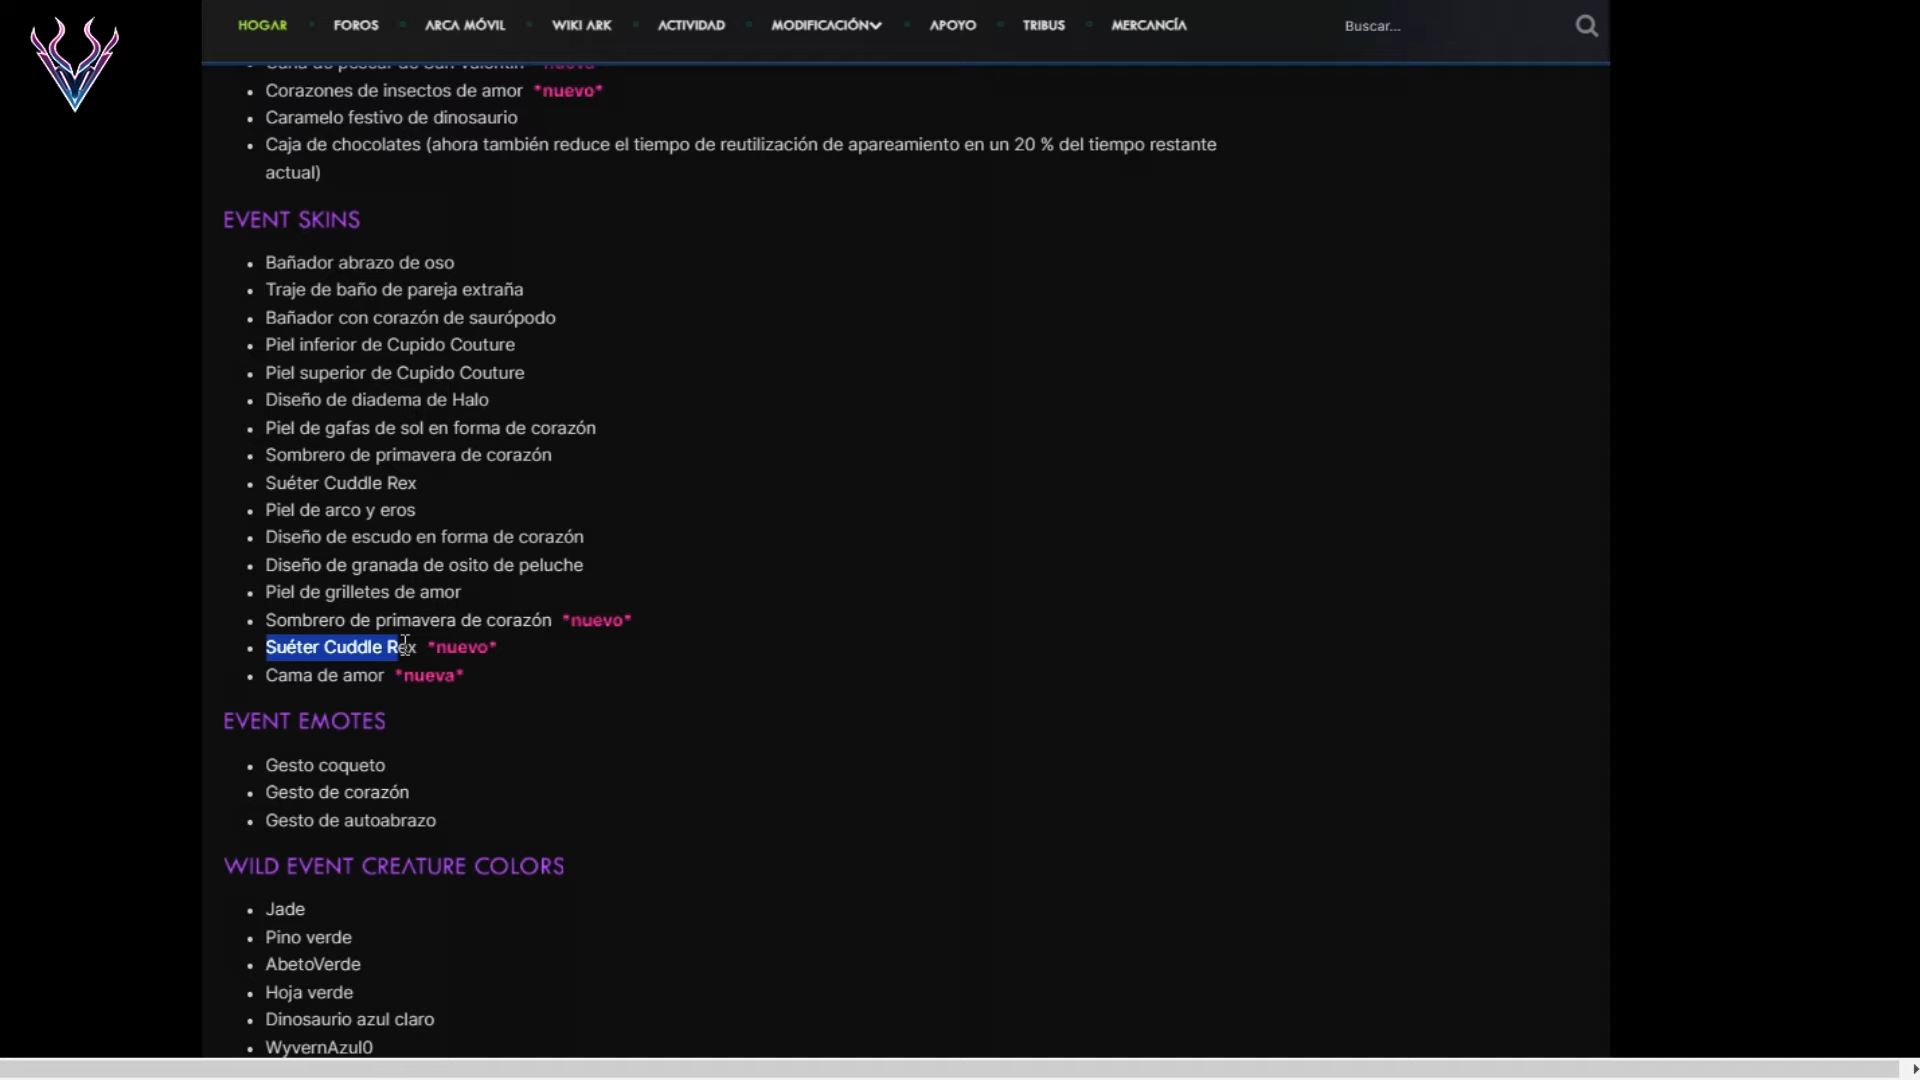 HOGAR FOROS ARCA MÓVIL WIKI ARK ACTIVIDAD MODIFICACIÓN APOYO TRIBUS MERCANCÍA Buscar...
Corazones de insectos de amor *nuevo*
Caramelo festivo de dinosaurio
Caja de chocolates (ahora también reduce el tiempo de reutilización de apareamiento en un 20 % del tiempo restante
actual)
EVENT SKINS
Bañador abrazo de oso
Traje de baño de pareja extraña
Bañador con corazón de saurópodo
Piel inferior de Cupido Couture
Piel superior de Cupido Couture
Diseño de diadema de Halo
Piel de gafas de sol en forma de corazón
Sombrero de primavera de corazón
Suéter Cuddle Rex
Piel de arco y eros
Diseño de escudo en forma de corazón
Diseño de granada de osito de peluche
Piel de grilletes de amor
Sombrero de primavera de corazón *nuevo*
Suéter Cuddle Rex *nuevo*
Cama de amor *nueva*
EVENT EMOTES
Gesto coqueto
Gesto de corazón
Gesto de autoabrazo
WILD EVENT CREATURE COLORS
Jade
Pino verde
AbetoVerde
Hoja verde
Dinosaurio azul claro
WyvernAzul0